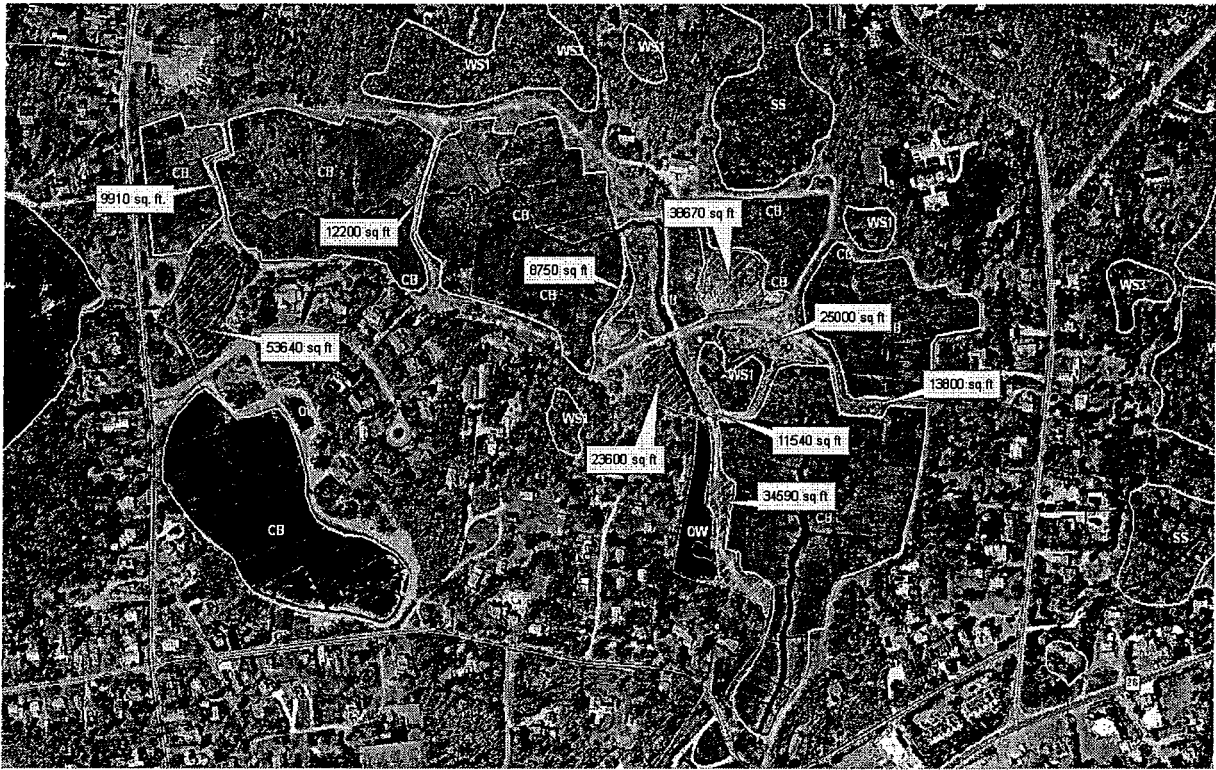 WS1
WS3
WS1
SS
CB
CB
9910 sq. ft.
CB
38670 sq ft
CB
12200 sq ft
WS1
CB
8750 sq ft
CB
CB
CB
WS3
25000 sq ft
53640 sq ft
WS1
13800 sq ft
WS1
23600 sq ft
11540 sq ft
34590 sq ft
CB
CB
OW
SS
28